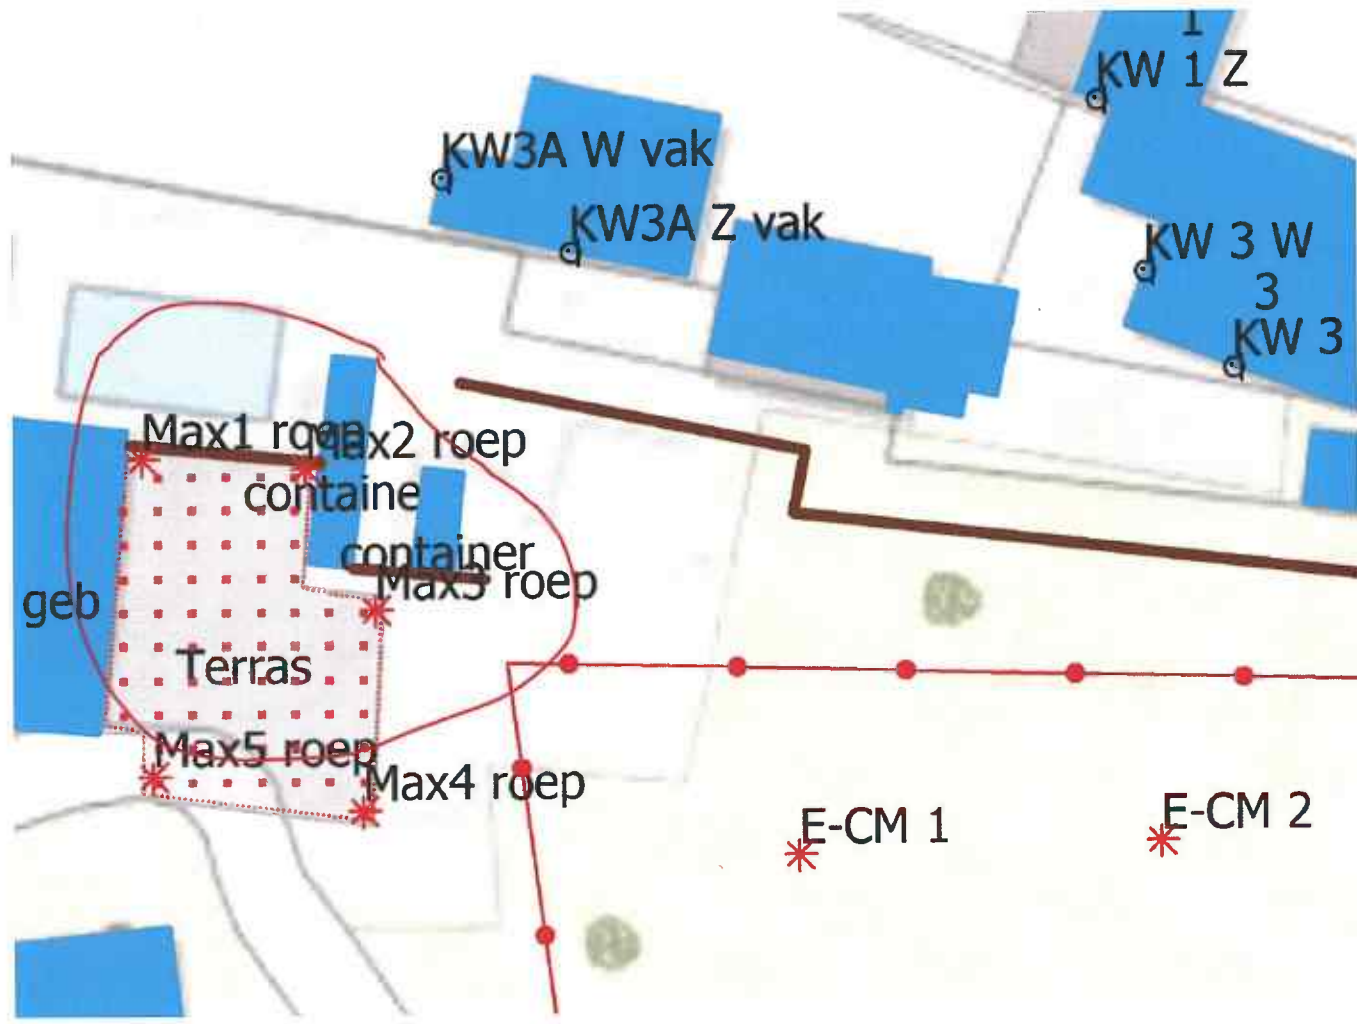 1
KW 1 Z
KW3A W vak
KW3A Z vak
KW 3 W
3
KW 3
Max1 roep
Max2 roep
containe
container
Max3 roep
geb
Terras
Max5 roep
Max4 roep
E-CM 1
E-CM 2